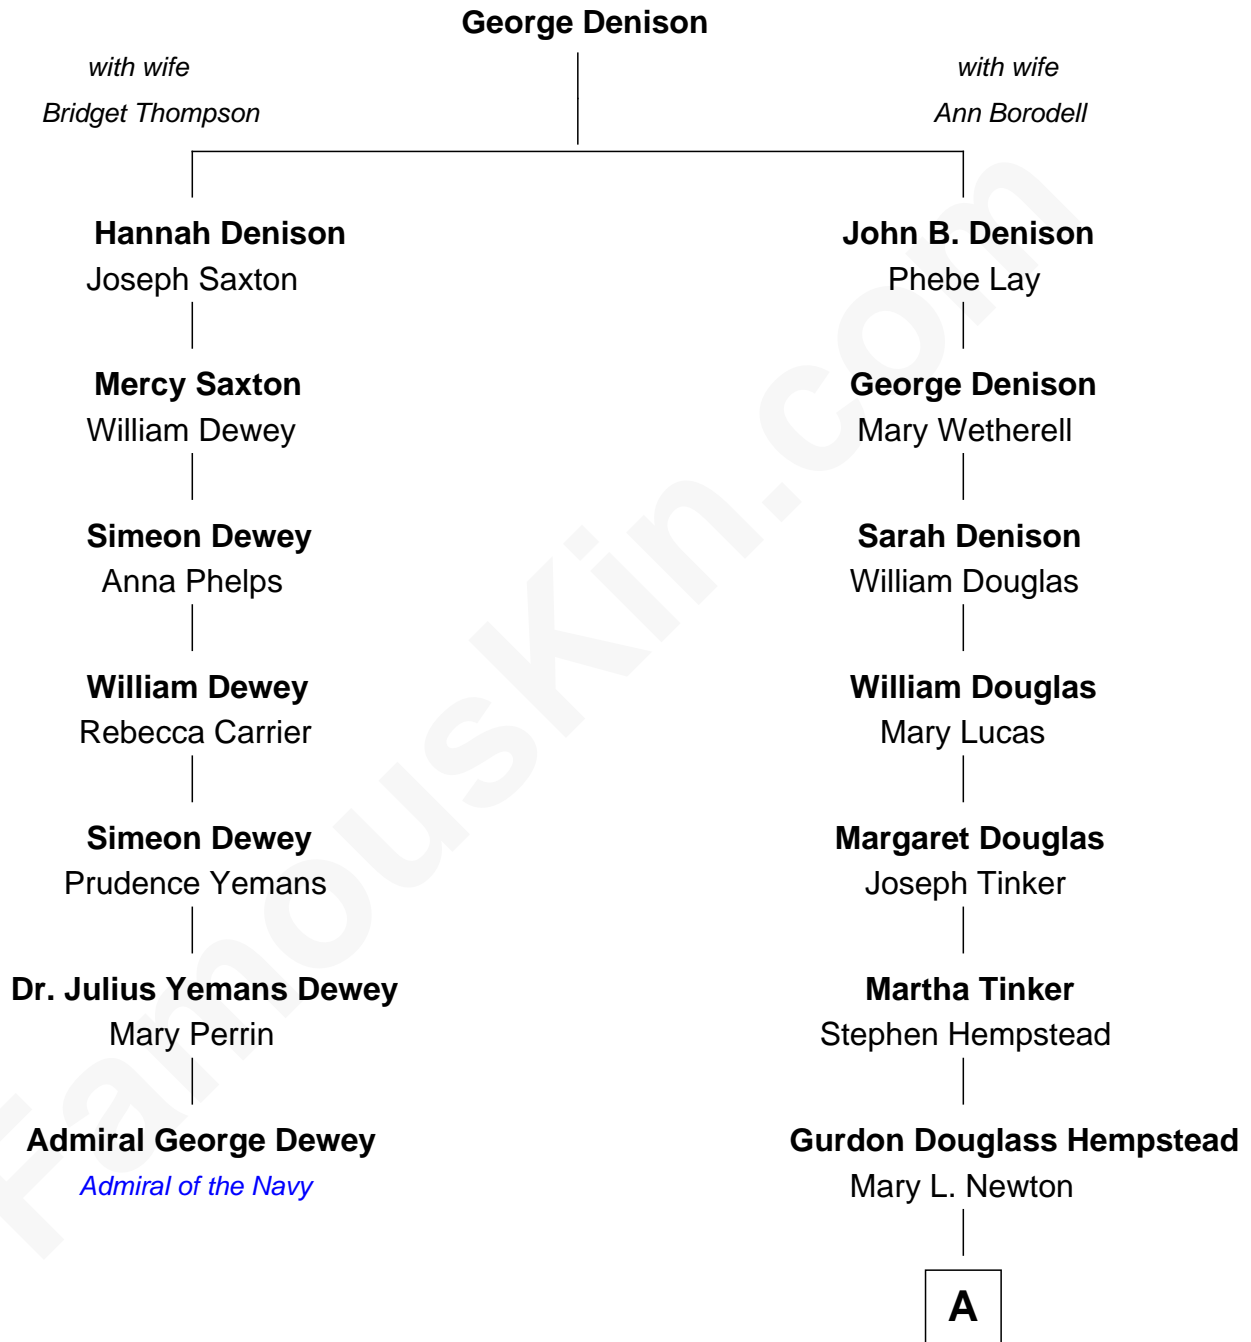 George Denison
with wife
Bridget Thompson
with wife
Ann Borodell
Hannah Denison
Joseph Saxton
John B. Denison
Phebe Lay
Mercy Saxton
William Dewey
George Denison
Mary Wetherell
Simeon Dewey
Anna Phelps
Sarah Denison
William Douglas
William Dewey
Rebecca Carrier
William Douglas
Mary Lucas
Simeon Dewey
Prudence Yemans
Margaret Douglas
Joseph Tinker
Dr. Julius Yemans Dewey
Mary Perrin
Martha Tinker
Stephen Hempstead
Admiral George Dewey
Admiral of the Navy
Gurdon Douglass Hempstead
Mary L. Newton
A
FamousKin.com